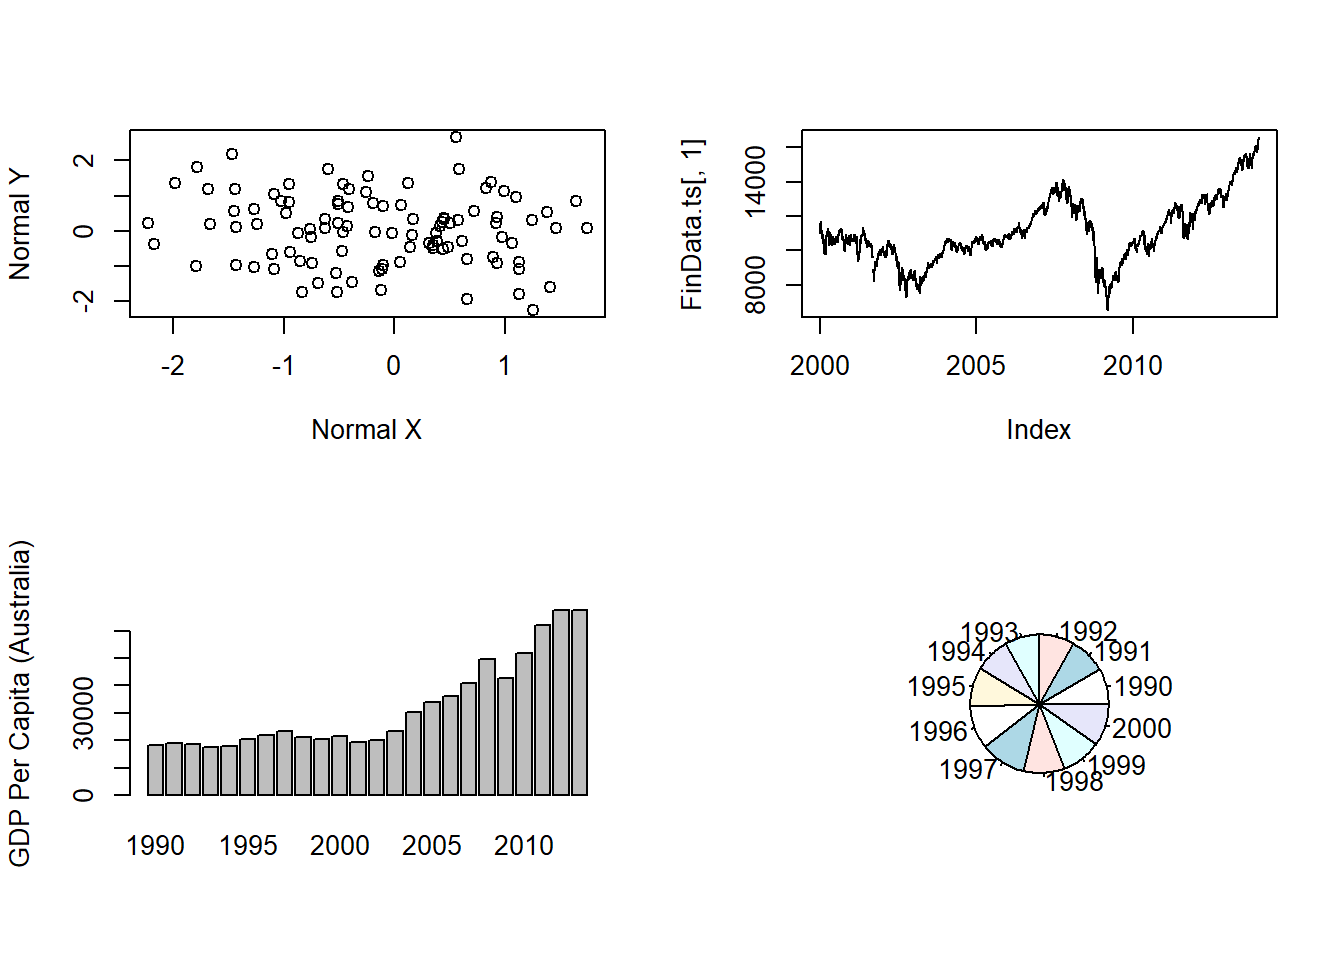 Normal Y
2
0
-2
-2 -1 0 1
Normal X
FinData.ts[, 1]
14000
8000
2000 2005 2010
Index
GDP Per Capita (Australia)
30000
0
1990 1995 2000 2005 2010
1993 1992
1994 1991
1995 1990
1996 2000
1997 1999
1998